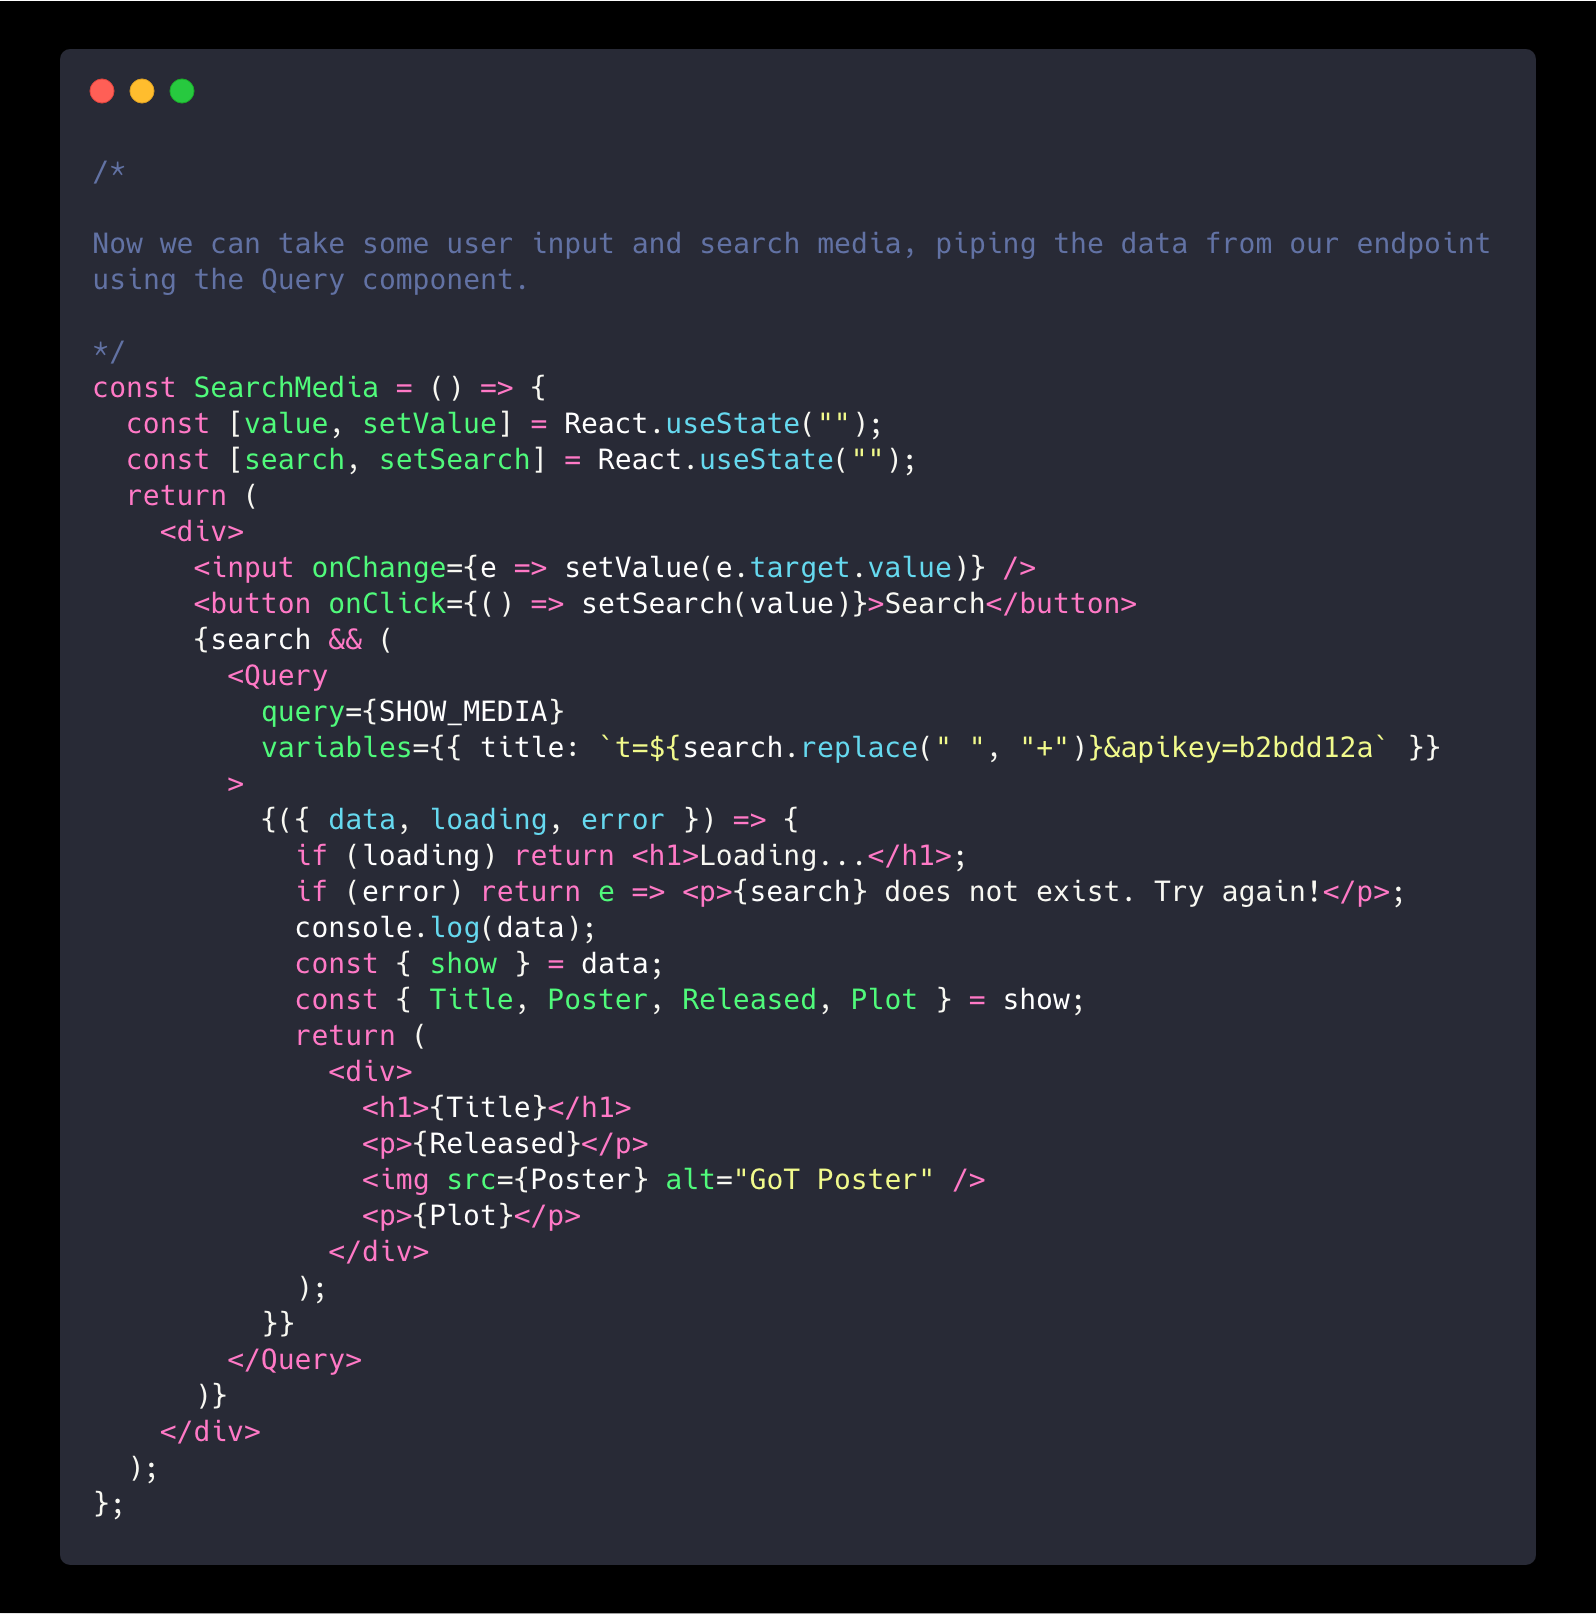 /*
Now we can take some user input and search media, piping the data from our endpoint
using the Query component.
*/
const SearchMedia = () => {
  const [value, setValue] = React.useState("");
  const [search, setSearch] = React.useState("");
  return (
    <div>
      <input onChange={e => setValue(e.target.value)} />
      <button onClick={() => setSearch(value)}>Search</button>
      {search && (
        <Query
          query={SHOW_MEDIA}
          variables={{ title: `t=${search.replace(" ", "+")}&apikey=b2bdd12a` }}
        >
          {({ data, loading, error }) => {
            if (loading) return <h1>Loading...</h1>;
            if (error) return e => <p>{search} does not exist. Try again!</p>;
            console.log(data);
            const { show } = data;
            const { Title, Poster, Released, Plot } = show;
            return (
              <div>
                <h1>{Title}</h1>
                <p>{Released}</p>
                <img src={Poster} alt="GoT Poster" />
                <p>{Plot}</p>
              </div>
            );
          }}
        </Query>
      )}
    </div>
  );
};